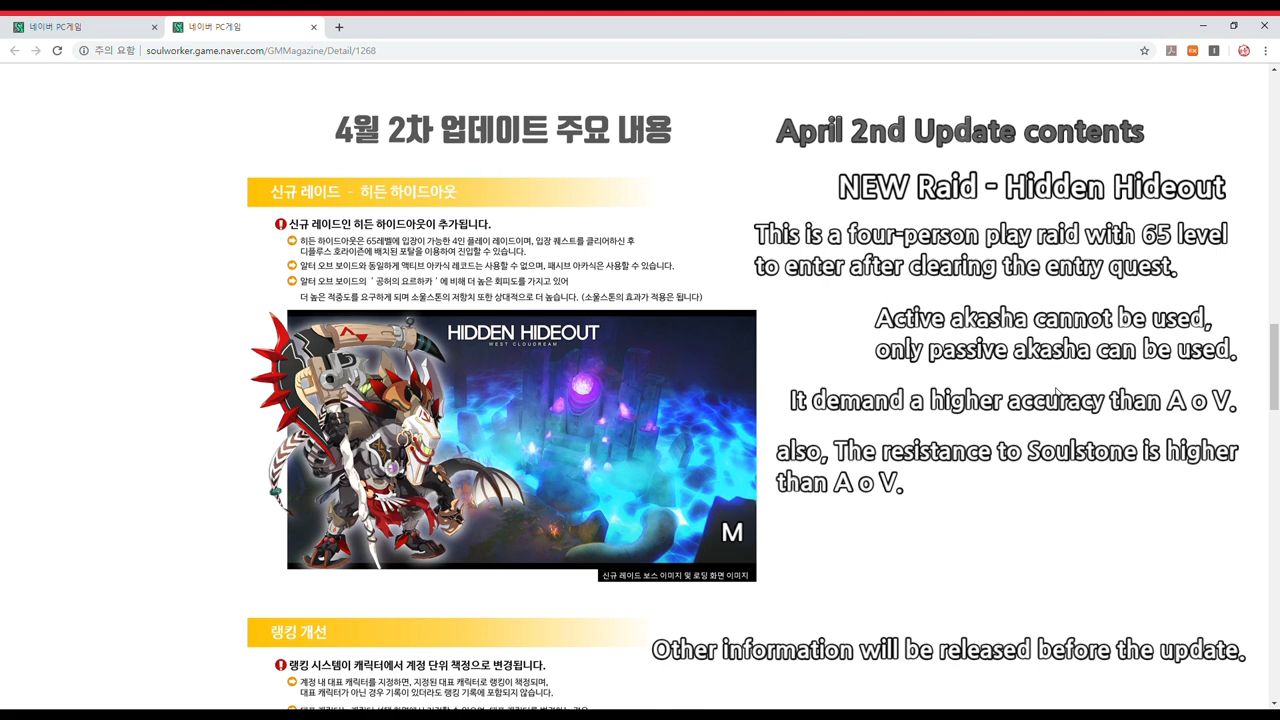 네이버 PC게임
네이버 PC게임
주의 요함
soulworker.game.naver.com/GMMagazine/Detail/1268
4월 2차 업데이트 주요 내용
April 2nd Update contents
신규 레이드 - 히든 하이드아웃
NEW Raid - Hidden Hideout
신규 레이드인 히든 하이드아웃이 추가됩니다.
히든 하이드아웃은 65레벨에 입장이 가능한 4인 플레이 레이드이며, 입장 퀘스트를 클리어하신 후
디플루스 호라이즌에 배치된 포탈을 이용하여 진입할 수 있습니다.
알터 오브 보이드와 동일하게 액티브 아카식 레코드는 사용할 수 없으며, 패시브 아카식은 사용할 수 있습니다.
알터 오브 보이드의 ' 공허의 요르하카 ' 에 비해 더 높은 회피도를 가지고 있어
더 높은 적중도를 요구하게 되며 소울스톤의 저항치 또한 상대적으로 더 높습니다. (소울스톤의 효과가 적용은 됩니다)
This is a four-person play raid with 65 level
to enter after clearing the entry quest.
Active akasha cannot be used,
only passive akasha can be used.
It demand a higher accuracy than A o V.
also, The resistance to Soulstone is higher
than A o V.
HIDDEN HIDEOUT
WEST CLOUDREAM
M
신규 레이드 보스 이미지 및 로딩 화면 이미지
랭킹 개선
Other information will be released before the update.
랭킹 시스템이 캐릭터에서 계정 단위 책정으로 변경됩니다.
계정 내 대표 캐릭터를 지정하면, 지정된 대표 캐릭터로 랭킹이 책정되며,
대표 캐릭터가 아닌 경우 기록이 있더라도 랭킹 기록에 포함되지 않습니다.